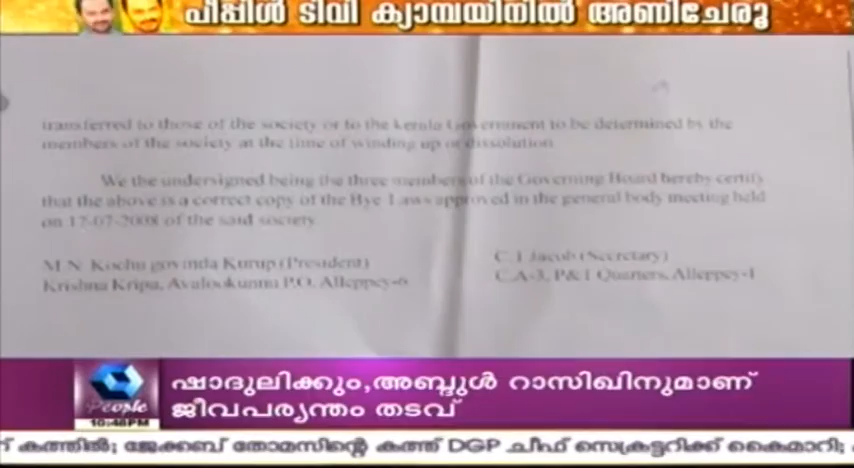 പീപ്പിൾ ടിവി ക്യാമ്പയിനിൽ അണിചേരൂ
transferred to those of the society or to the kerala Government to be determined by the
members of the society at the time of winding up or dissolution
We the undersigned being the three members of the Governing Board hereby certify
that the above is a correct copy of the Bye Laws approved in the general body meeting held
on 17-07-2008 of the said society
M.N. Kochu govinda Kurup (President)
C. J. Jacob (Secretary)
Krishna Kripa, Avalookunnu P.O, Alleppey-6
C.A-3, P&T Quarters, Alleppey-1
ഷാദുലിക്കും,അബ്ദുൾ റാസിഖിനുമാണ്
ജീവപര്യന്തം തടവ്
People
10:48PM
കത്തിൽ; ജേക്കബ് തോമസിന്റെ കത്ത് DGP ചീഫ് സെക്രട്ടറിക്ക് കൈമാറി;